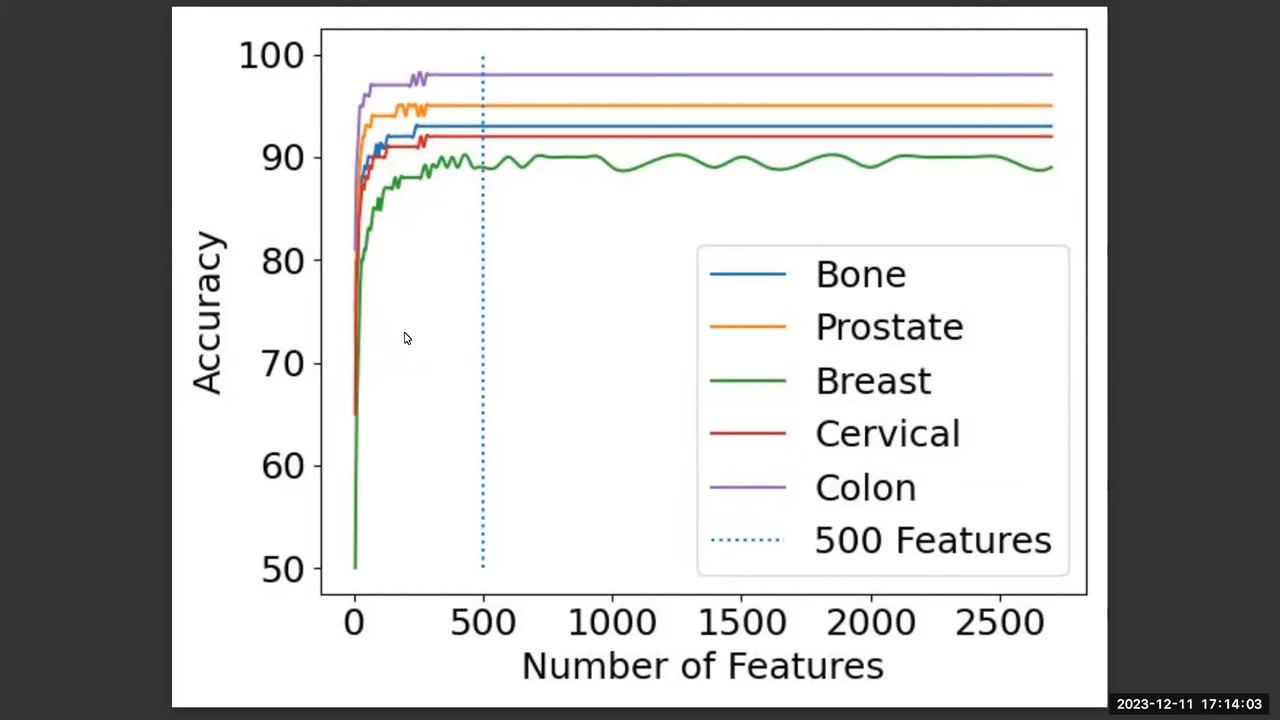 100
90
80
70
60
50
Accuracy
Bone
Prostate
Breast
Cervical
Colon
500 Features
0 500 1000 1500 2000 2500
Number of Features
2023-12-11 17:14:03